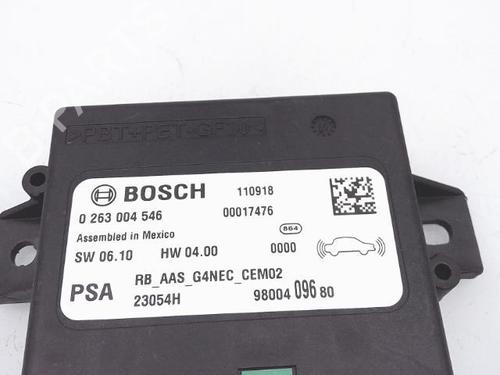 >PBT+PET-GF30<
BOSCH 110918
0 263 004 546 00017476
Assembled in Mexico 864
SW 06.10 HW 04.00 0000
PSA RB_AAS_G4NEC_CEM02
23054H 98004 096 80